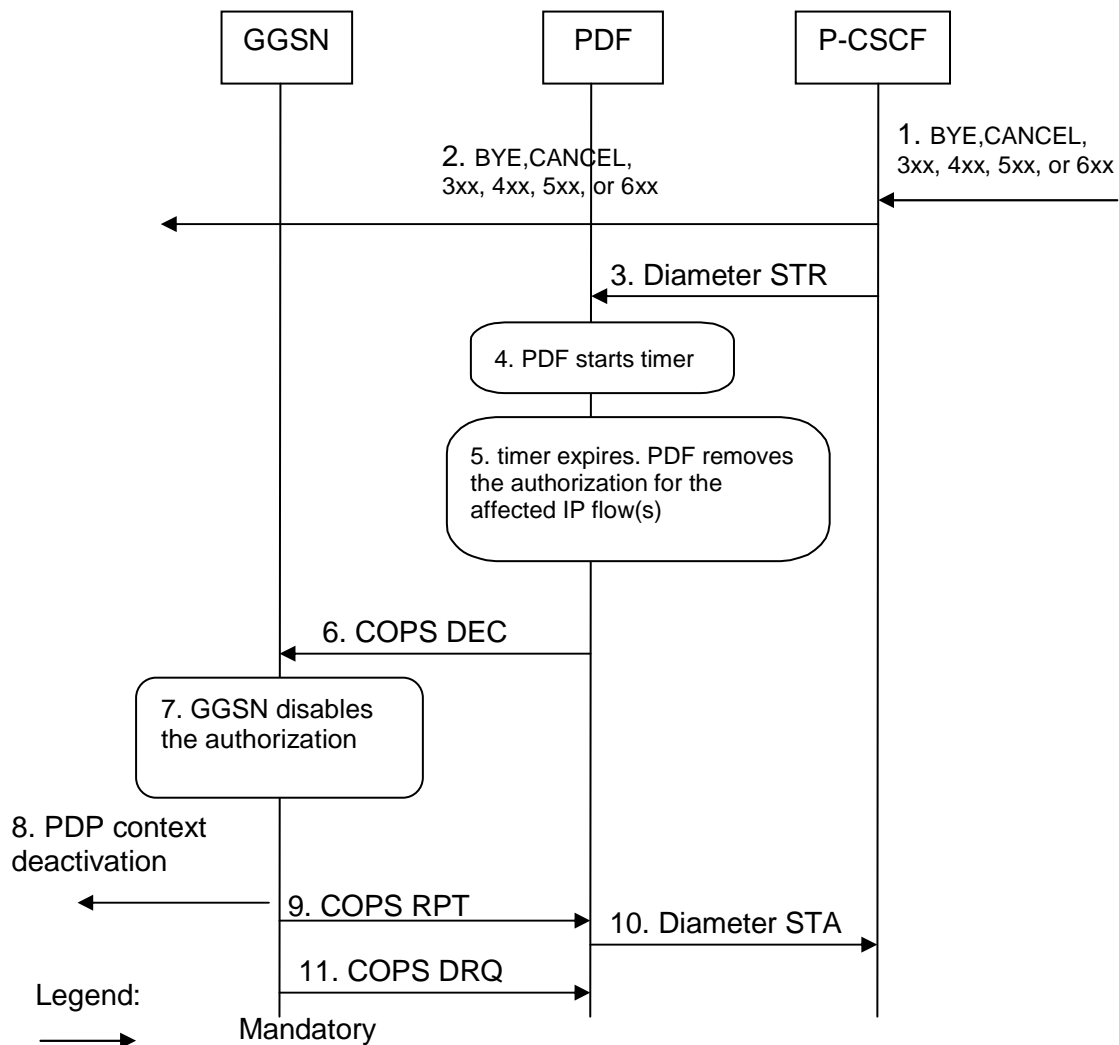 GGSN
PDF
P-CSCF
1. BYE,CANCEL,
3xx, 4xx, 5xx, or 6xx
2. BYE,CANCEL,
3xx, 4xx, 5xx, or 6xx
3. Diameter STR
4. PDF starts timer
5. timer expires. PDF removes
the authorization for the
affected IP flow(s)
6. COPS DEC
7. GGSN disables
the authorization
8. PDP context
deactivation
9. COPS RPT
10. Diameter STA
11. COPS DRQ
Legend:
Mandatory